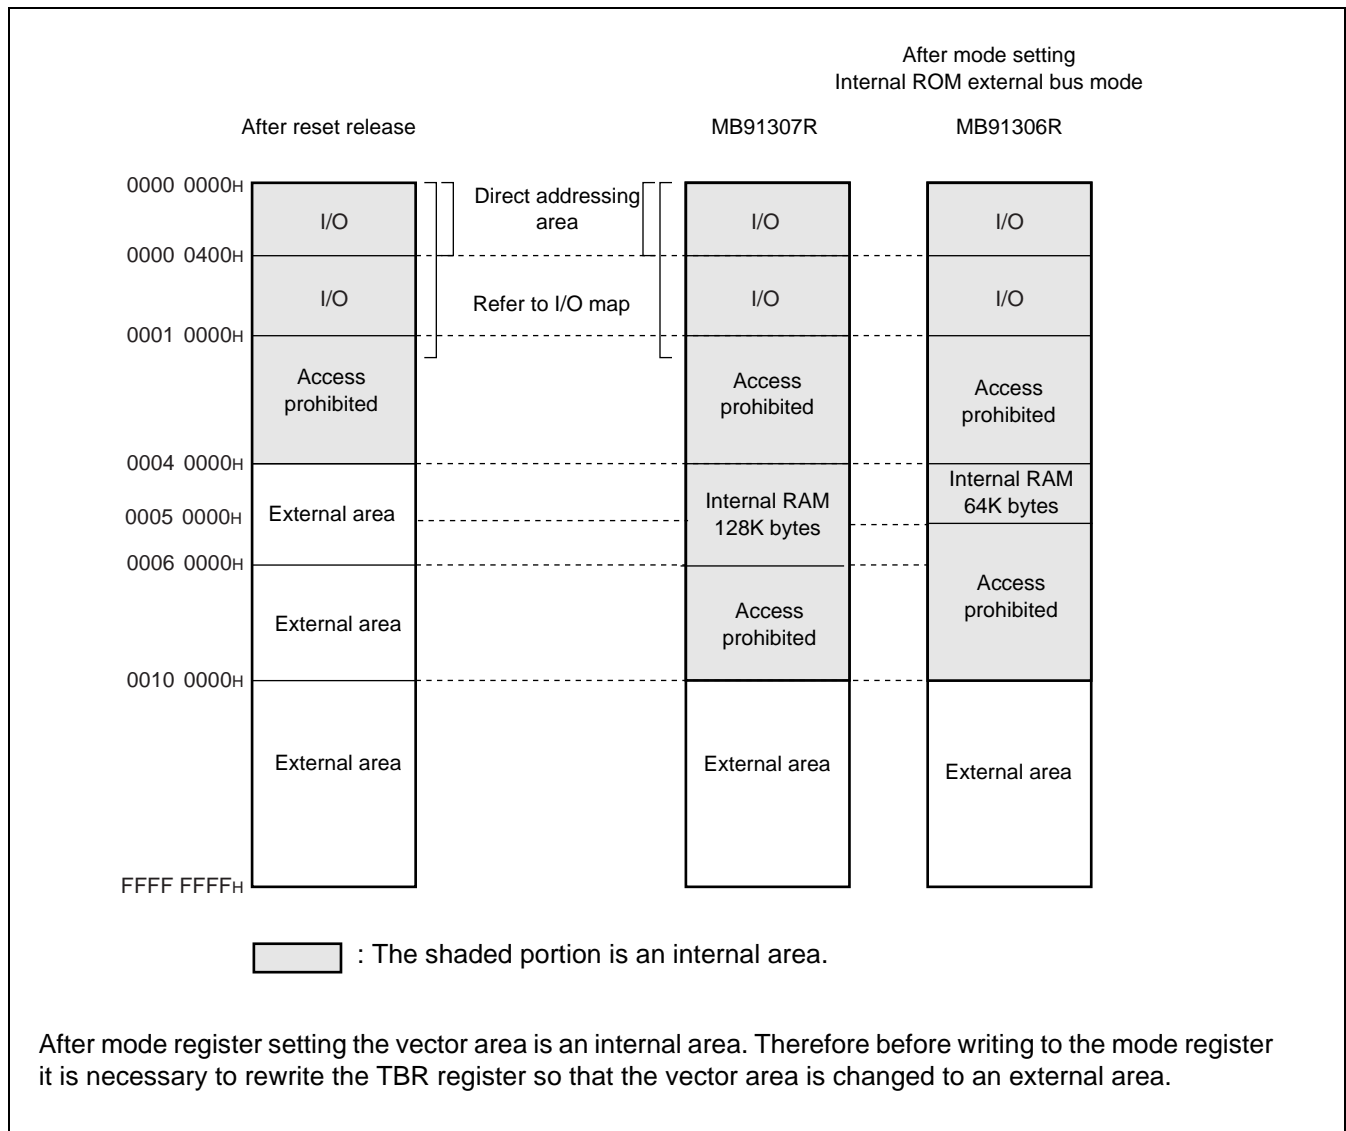 After mode setting
Internal ROM external bus mode
After reset release
MB91307R
MB91306R
0000 0000H
I/O
Direct addressing
area
I/O
I/O
0000 0400H
I/O
Refer to I/O map
I/O
I/O
0001 0000H
Access
prohibited
Access
prohibited
Access
prohibited
0004 0000H
External area
Internal RAM
128K bytes
Internal RAM
64K bytes
0005 0000H
0006 0000H
External area
Access
prohibited
Access
prohibited
0010 0000H
External area
External area
External area
FFFF FFFFH
: The shaded portion is an internal area.
After mode register setting the vector area is an internal area. Therefore before writing to the mode register
it is necessary to rewrite the TBR register so that the vector area is changed to an external area.